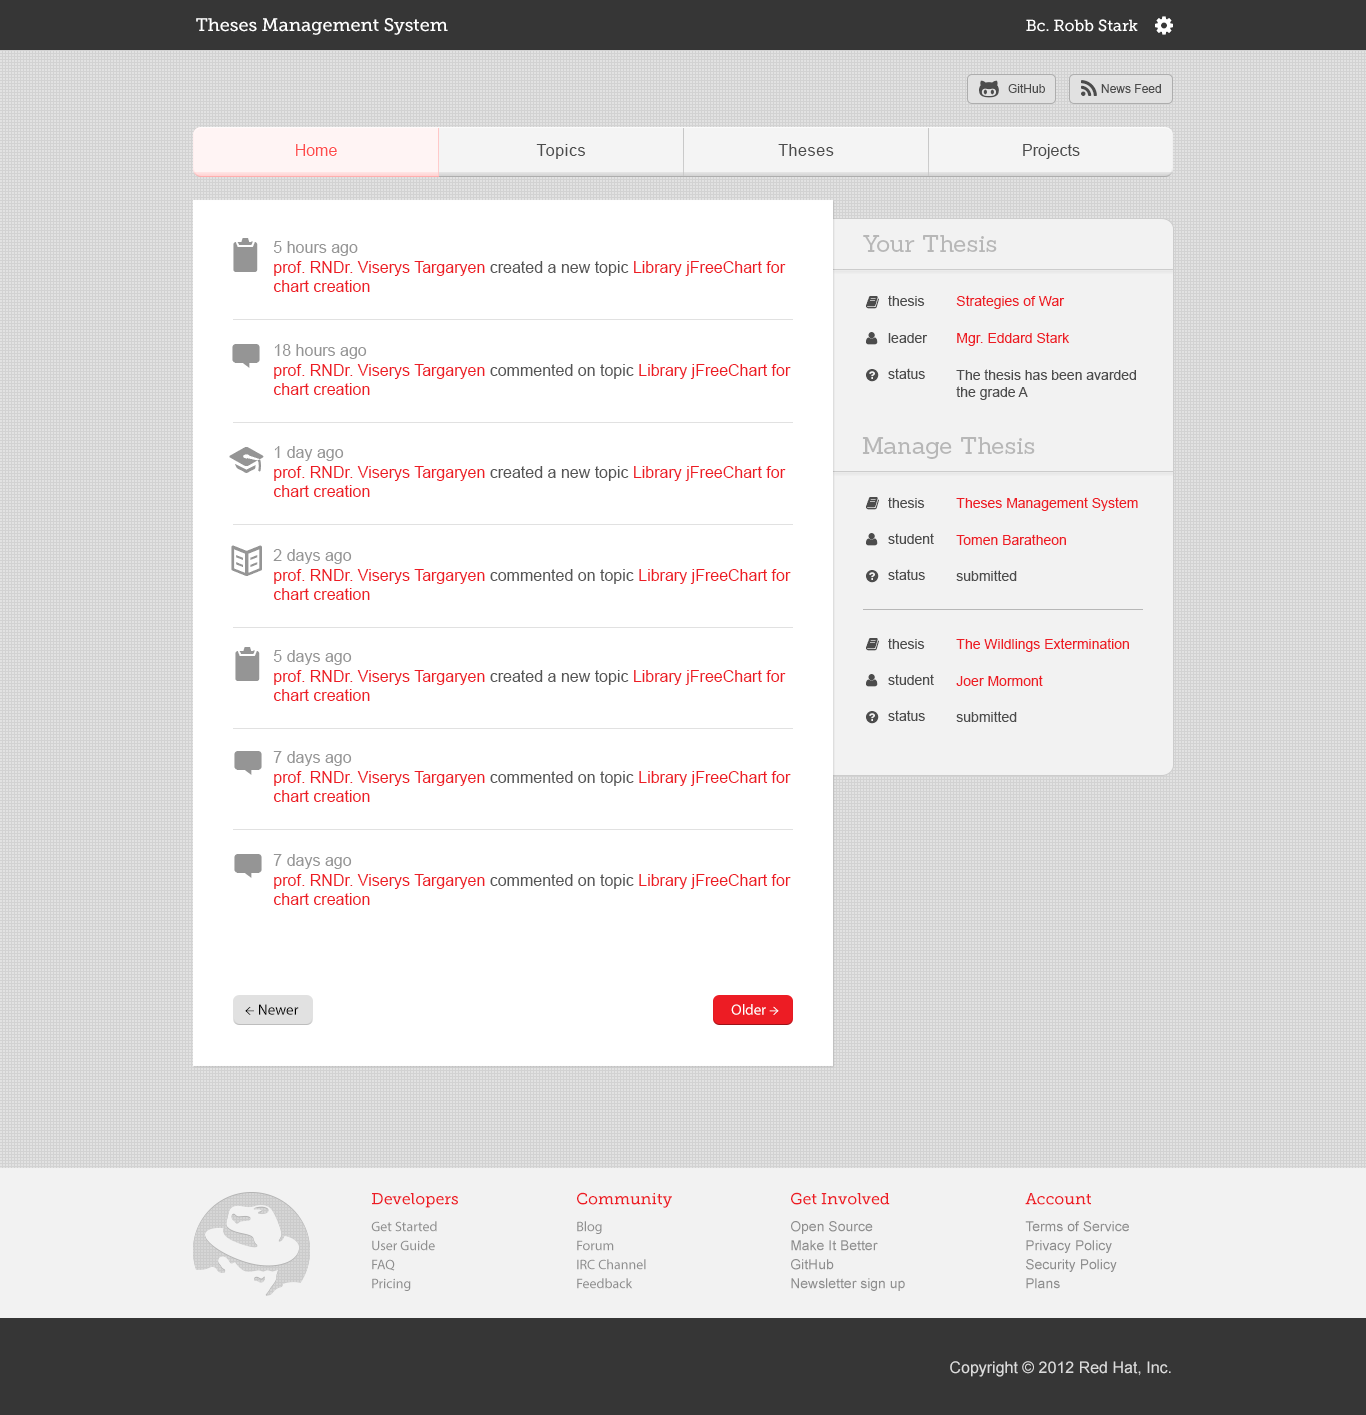 Theses Management System
Bc. Robb Stark
GitHub
News Feed
Home
Topics
Theses
Projects
5 hours ago
prof. RNDr. Viserys Targaryen created a new topic Library jFreeChart for
chart creation
18 hours ago
prof. RNDr. Viserys Targaryen commented on topic Library jFreeChart for
chart creation
1 day ago
prof. RNDr. Viserys Targaryen created a new topic Library jFreeChart for
chart creation
2 days ago
prof. RNDr. Viserys Targaryen commented on topic Library jFreeChart for
chart creation
5 days ago
prof. RNDr. Viserys Targaryen created a new topic Library jFreeChart for
chart creation
7 days ago
prof. RNDr. Viserys Targaryen commented on topic Library jFreeChart for
chart creation
7 days ago
prof. RNDr. Viserys Targaryen commented on topic Library jFreeChart for
chart creation
← Newer
Older →
Your Thesis
thesis Strategies of War
leader Mgr. Eddard Stark
status The thesis has been avarded
the grade A
Manage Thesis
thesis Theses Management System
student Tomen Baratheon
status submitted
thesis The Wildlings Extermination
student Joer Mormont
status submitted
Developers
Get Started
User Guide
FAQ
Pricing
Community
Blog
Forum
IRC Channel
Feedback
Get Involved
Open Source
Make It Better
GitHub
Newsletter sign up
Account
Terms of Service
Privacy Policy
Security Policy
Plans
Copyright © 2012 Red Hat, Inc.